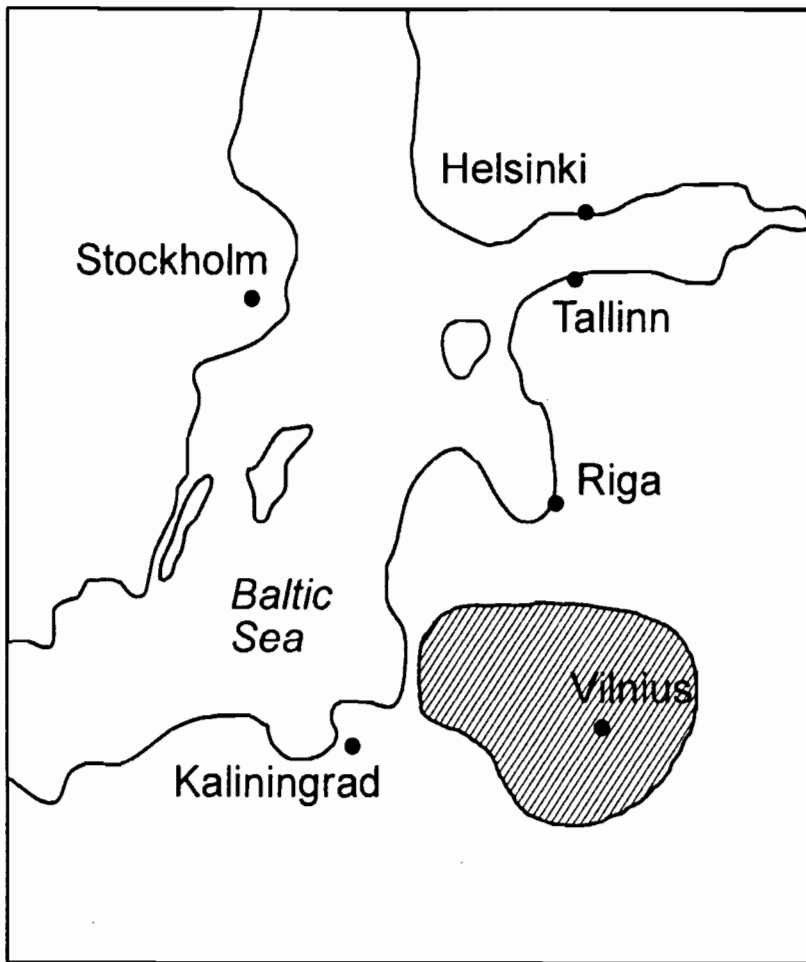 Helsinki
Stockholm
Tallinn
Riga
Baltic
Sea
Vilnius
Kaliningrad